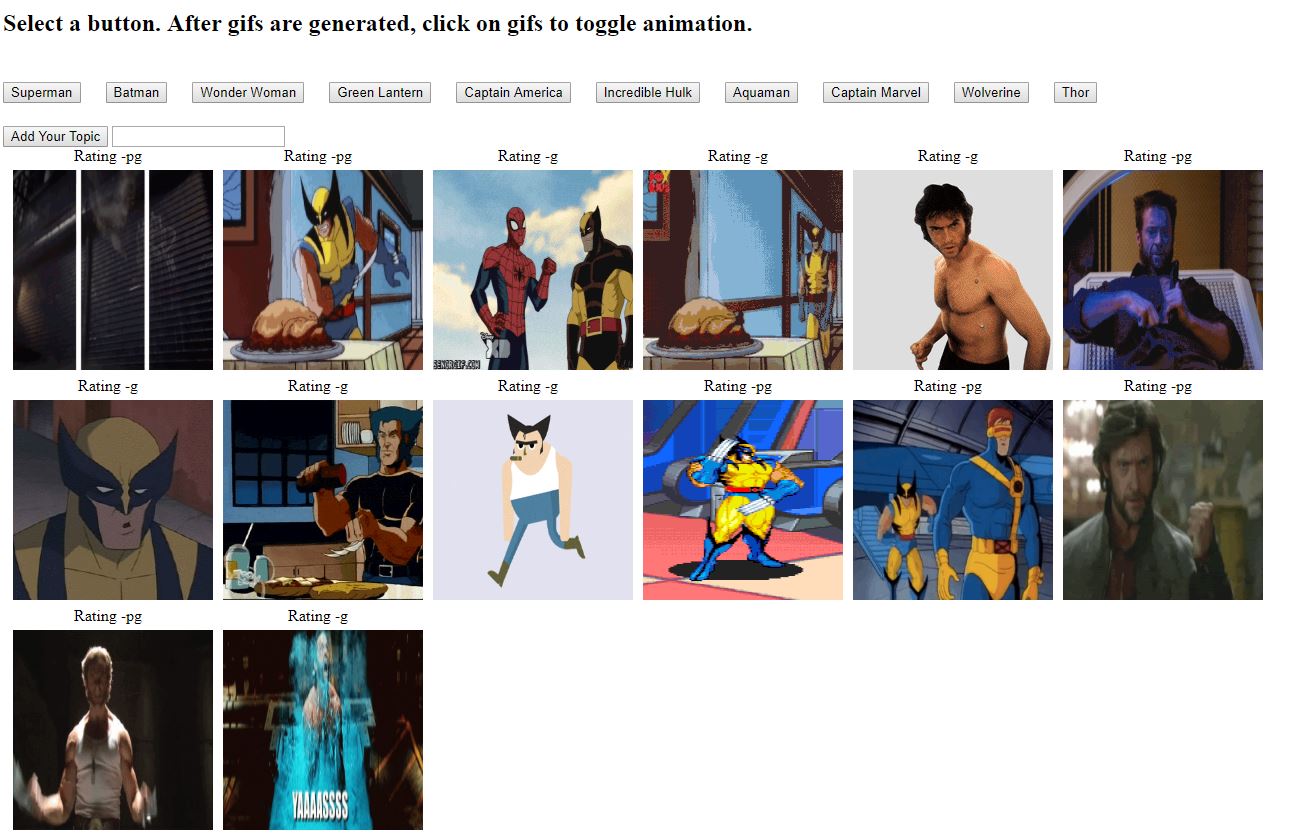 Select a button. After gifs are generated, click on gifs to toggle animation.
Superman Batman Wonder Woman Green Lantern Captain America Incredible Hulk Aquaman Captain Marvel Wolverine Thor
Add Your Topic
Rating -pg Rating -pg Rating -g Rating -g Rating -g Rating -pg
SENORGIF.COM
Rating -g Rating -g Rating -g Rating -pg Rating -pg Rating -pg
Rating -pg Rating -g
YAAAASSSS